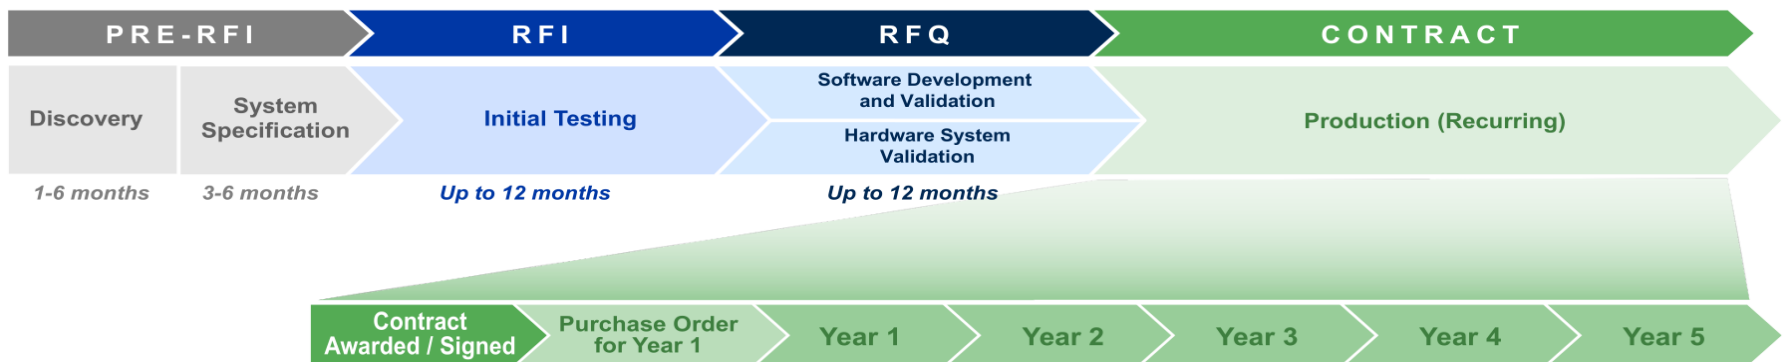 PRE-RFI
RFI
RFQ
CONTRACT
Discovery
System
Specification
Initial Testing
Software Development
and Validation
Hardware System
Validation
Production (Recurring)
1-6 months
3-6 months
Up to 12 months
Up to 12 months
Contract
Awarded / Signed
Purchase Order
for Year 1
Year 1
Year 2
Year 3
Year 4
Year 5